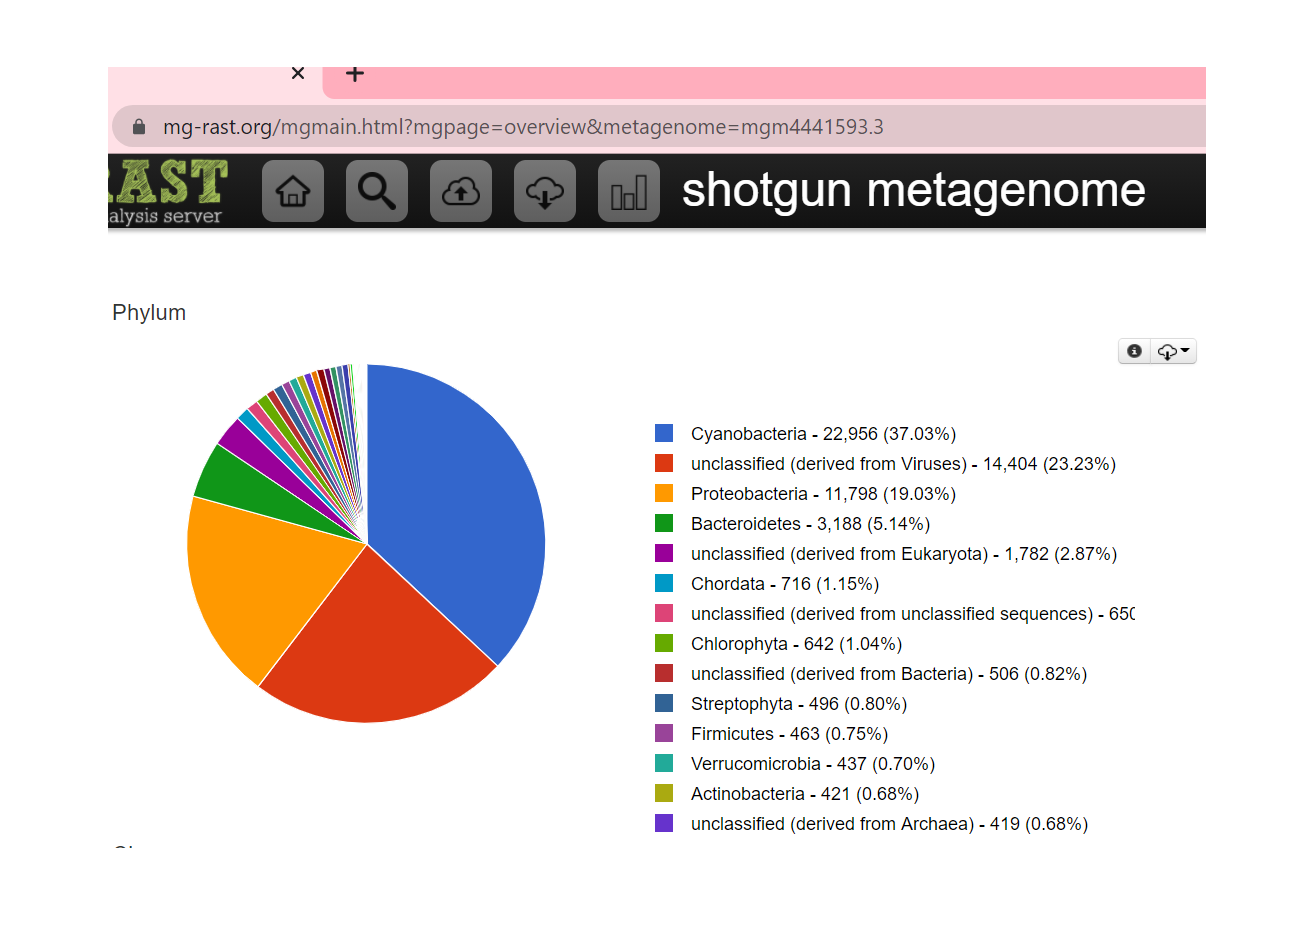 mg-rast.org/mgmain.html?mgpage=overview&metagenome=mgm4441593.3
RAST
alysis server
shotgun metagenome
Phylum
Cyanobacteria - 22,956 (37.03%)
unclassified (derived from Viruses) - 14,404 (23.23%)
Proteobacteria - 11,798 (19.03%)
Bacteroidetes - 3,188 (5.14%)
unclassified (derived from Eukaryota) - 1,782 (2.87%)
Chordata - 716 (1.15%)
unclassified (derived from unclassified sequences) - 650
Chlorophyta - 642 (1.04%)
unclassified (derived from Bacteria) - 506 (0.82%)
Streptophyta - 496 (0.80%)
Firmicutes - 463 (0.75%)
Verrucomicrobia - 437 (0.70%)
Actinobacteria - 421 (0.68%)
unclassified (derived from Archaea) - 419 (0.68%)